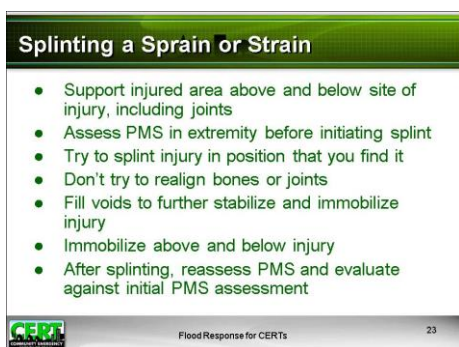 Splinting a Sprain or Strain
● Support injured area above and below site of
injury, including joints
● Assess PMS in extremity before initiating splint
● Try to splint injury in position that you find it
● Don't try to realign bones or joints
● Fill voids to further stabilize and immobilize
injury
● Immobilize above and below injury
● After splinting, reassess PMS and evaluate
against initial PMS assessment
CERT
COMMUNITY EMERGENCY
Flood Response for CERTs
23